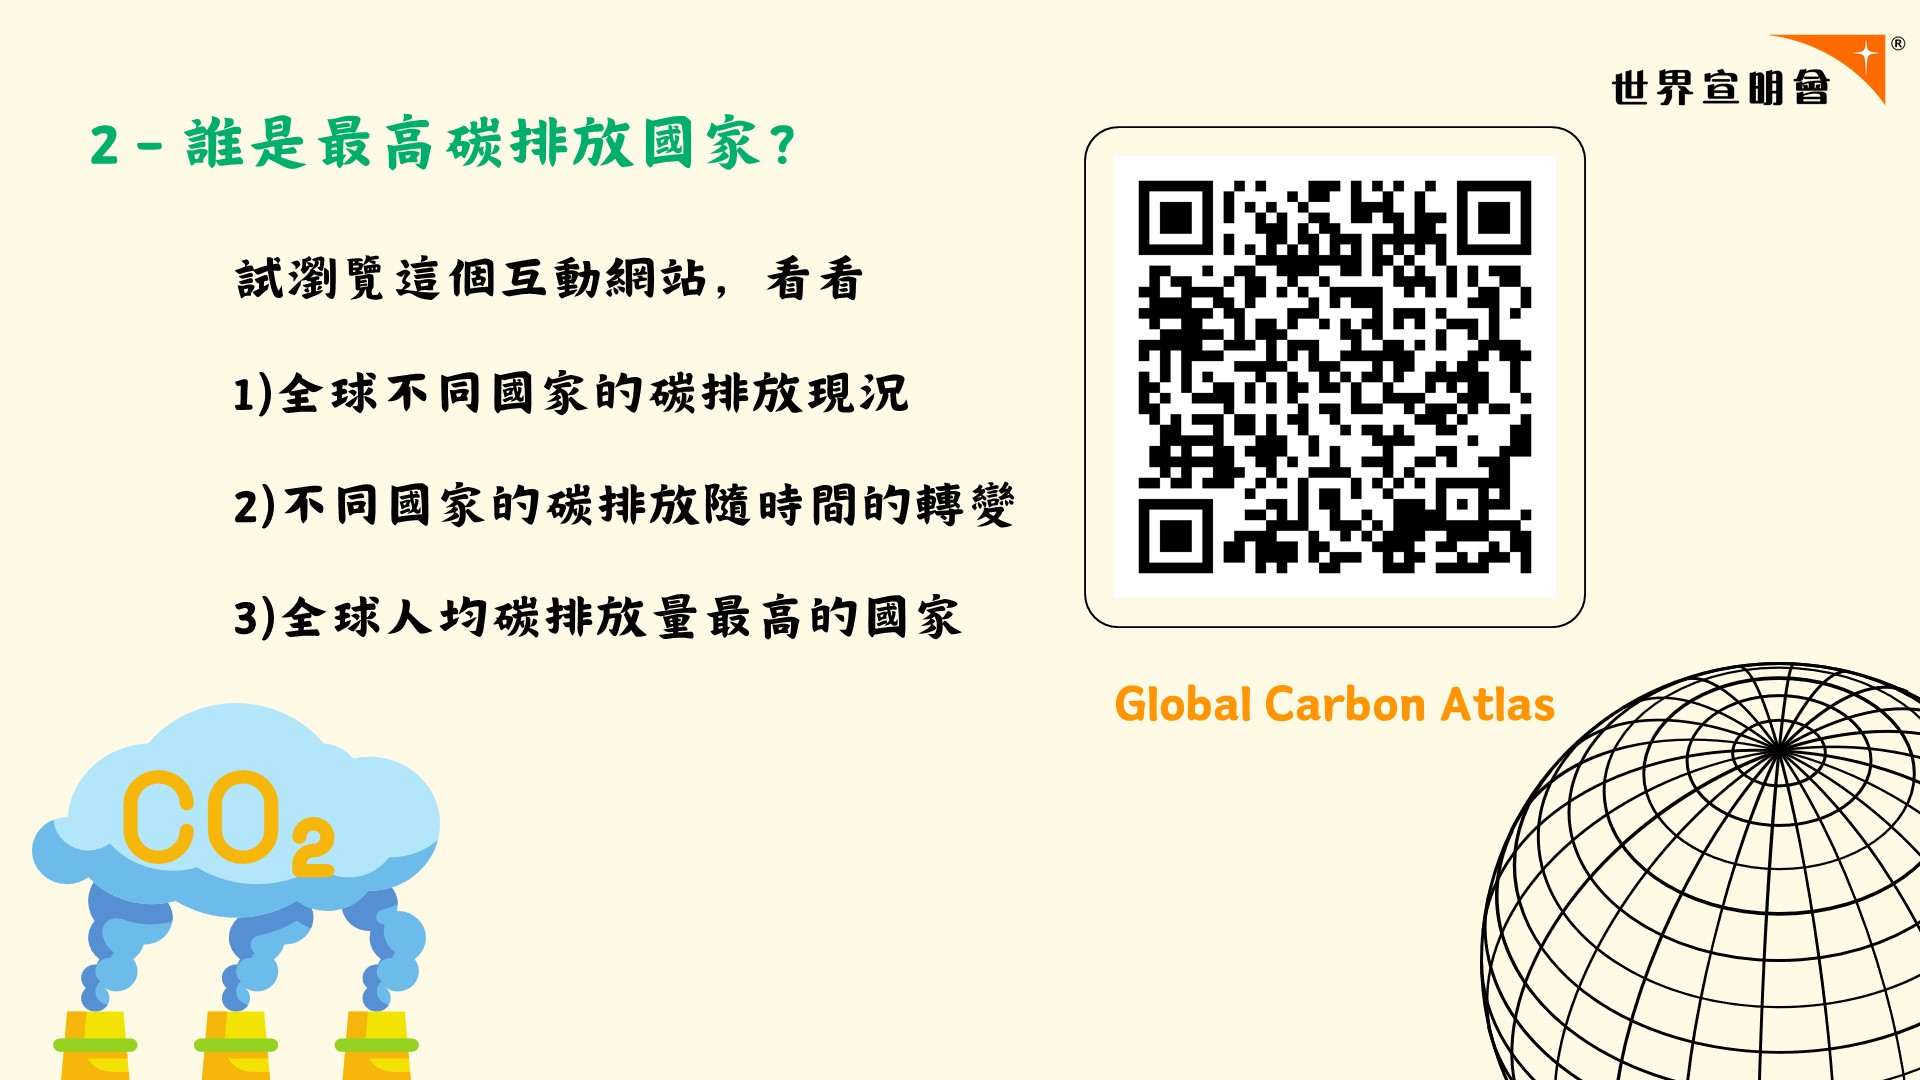 世界宣明會®
2 - 誰是最高碳排放國家?
試瀏覽這個互動網站，看看
1)全球不同國家的碳排放現況
2)不同國家的碳排放隨時間的轉變
3)全球人均碳排放量最高的國家
Global Carbon Atlas
CO₂